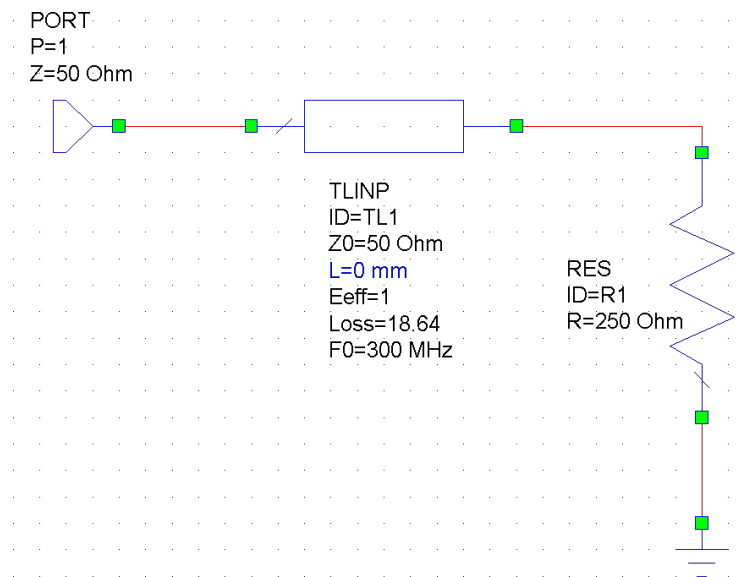 PORT
P=1
Z=50 Ohm
TLINP
ID=TL1
Z0=50 Ohm
L=0 mm
Eeff=1
Loss=18.64
F0=300 MHz
RES
ID=R1
R=250 Ohm